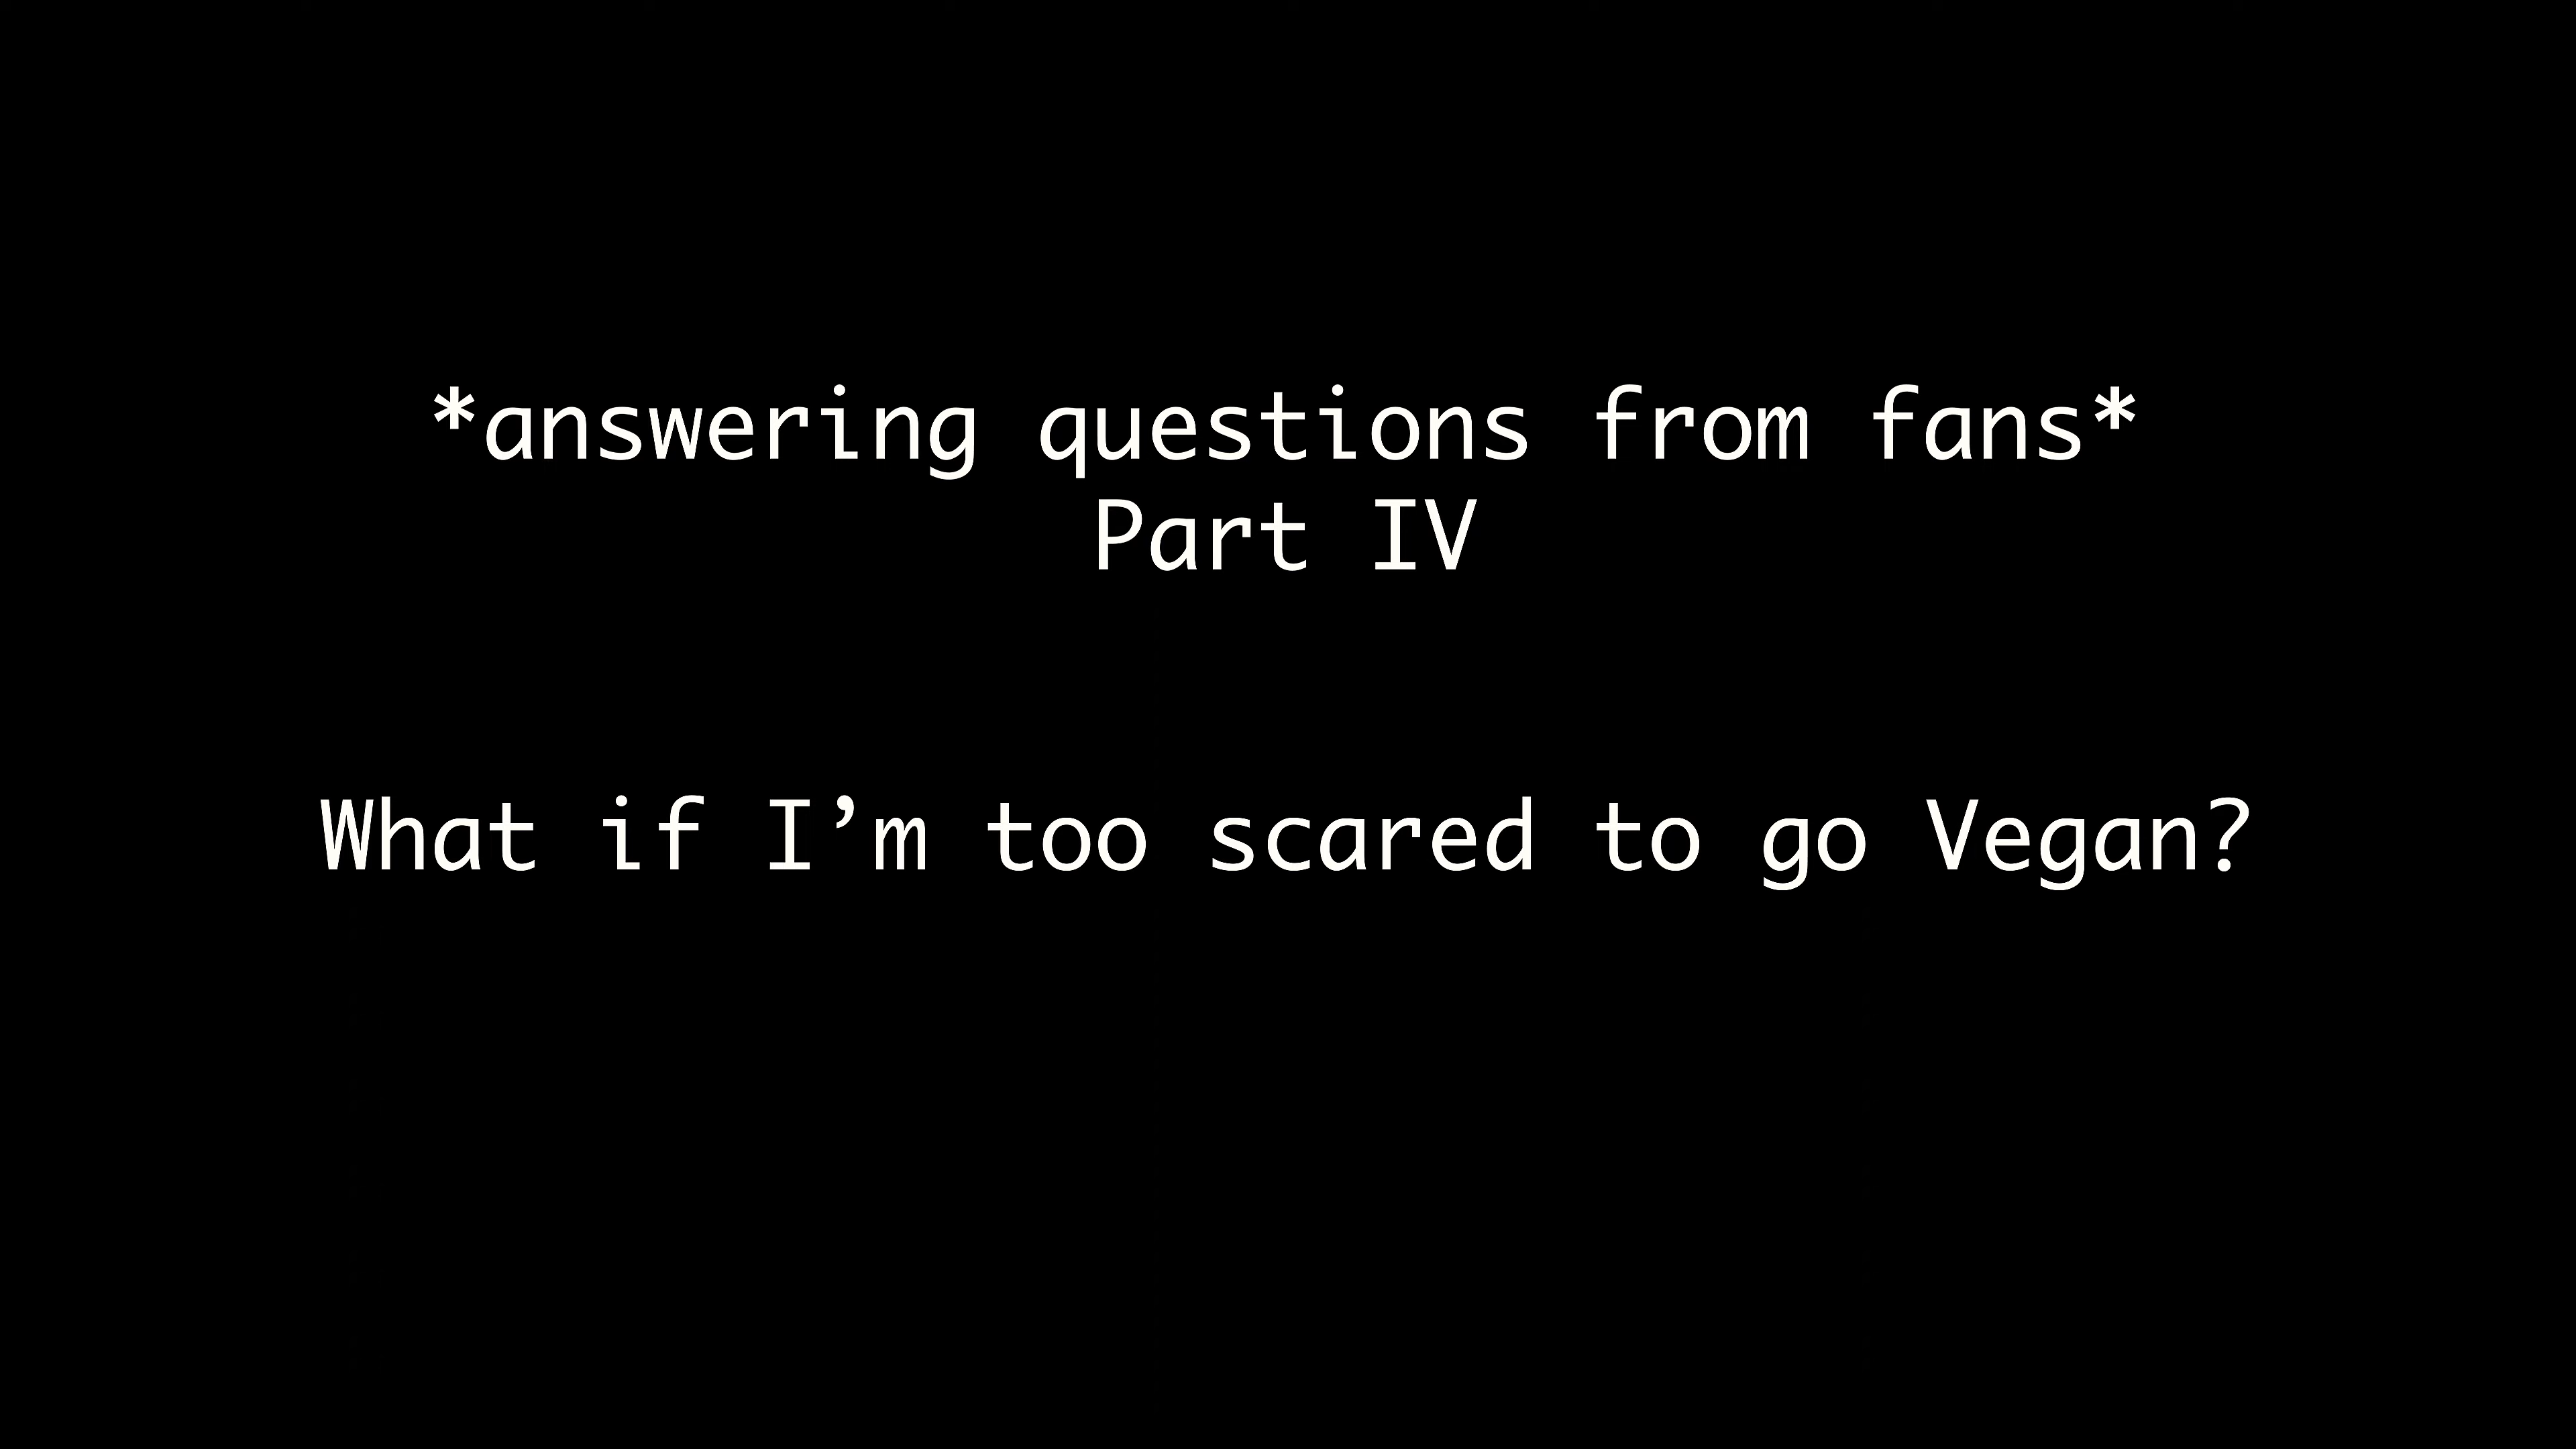 *answering questions from fans*
Part IV
What if I’m too scared to go Vegan?